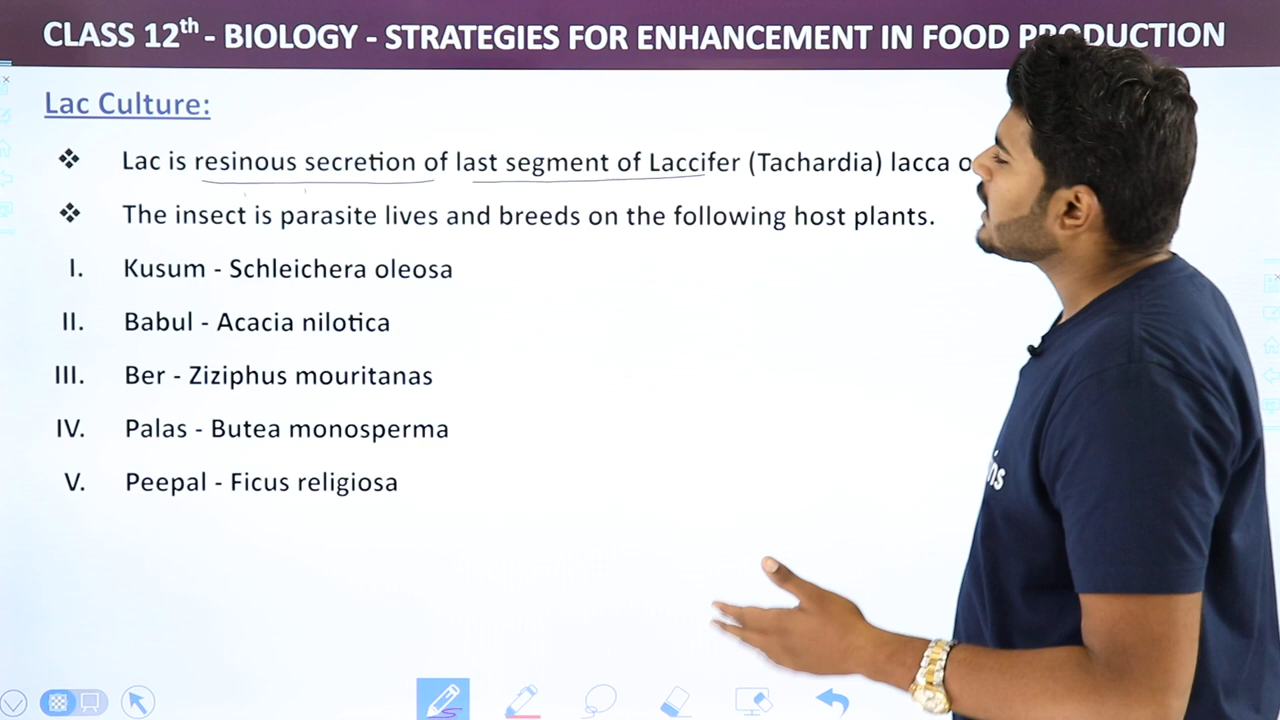 CLASS 12th - BIOLOGY - STRATEGIES FOR ENHANCEMENT IN FOOD PRODUCTION
Lac Culture:
❖ Lac is resinous secretion of last segment of Laccifer (Tachardia) lacca
❖ The insect is parasite lives and breeds on the following host plants.
I. Kusum - Schleichera oleosa
II. Babul - Acacia nilotica
III. Ber - Ziziphus mouritanas
IV. Palas - Butea monosperma
V. Peepal - Ficus religiosa